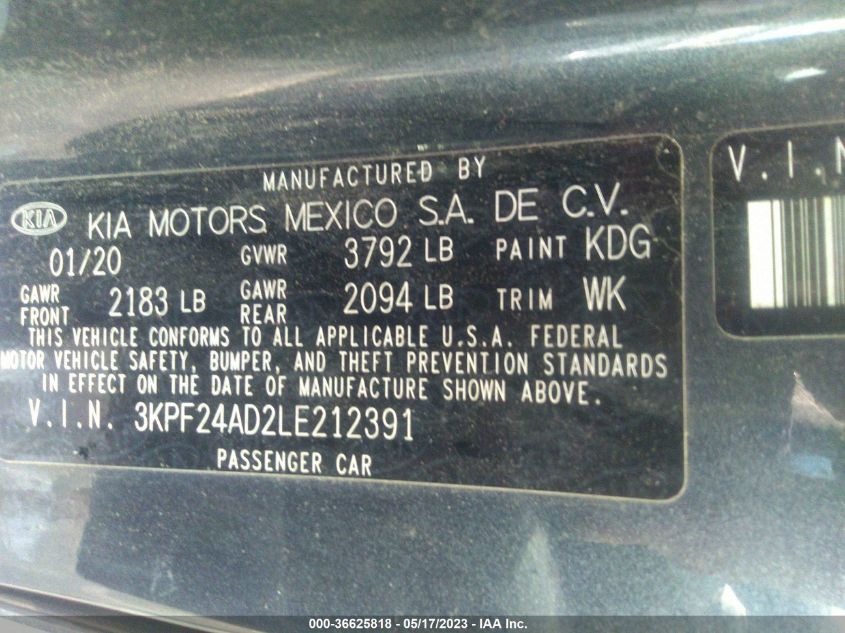 MANUFACTURED BY
KIA KIA MOTORS MEXICO S.A. DE C.V.
01/20 GVWR 3792 LB PAINT KDG
GAWR FRONT 2183 LB GAWR REAR 2094 LB TRIM WK
THIS VEHICLE CONFORMS TO ALL APPLICABLE U.S.A. FEDERAL
MOTOR VEHICLE SAFETY, BUMPER, AND THEFT PREVENTION STANDARDS
IN EFFECT ON THE DATE OF MANUFACTURE SHOWN ABOVE.
V.I.N. 3KPF24AD2LE212391
PASSENGER CAR
V.I.N
000-36625818 - 05/17/2023 - IAA Inc.